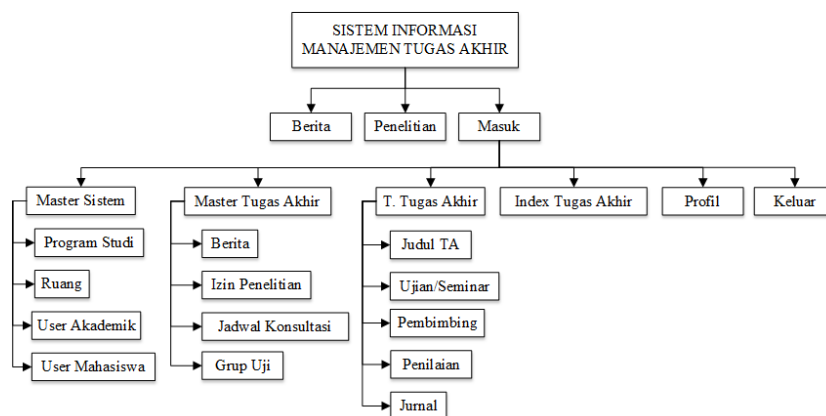 SISTEM INFORMASI
MANAJEMEN TUGAS AKHIR
Berita
Penelitian
Masuk
Master Sistem
Master Tugas Akhir
T. Tugas Akhir
Index Tugas Akhir
Profil
Keluar
Program Studi
Ruang
User Akademik
User Mahasiswa
Berita
Izin Penelitian
Jadwal Konsultasi
Grup Uji
Judul TA
Ujian/Seminar
Pembimbing
Penilaian
Jurnal